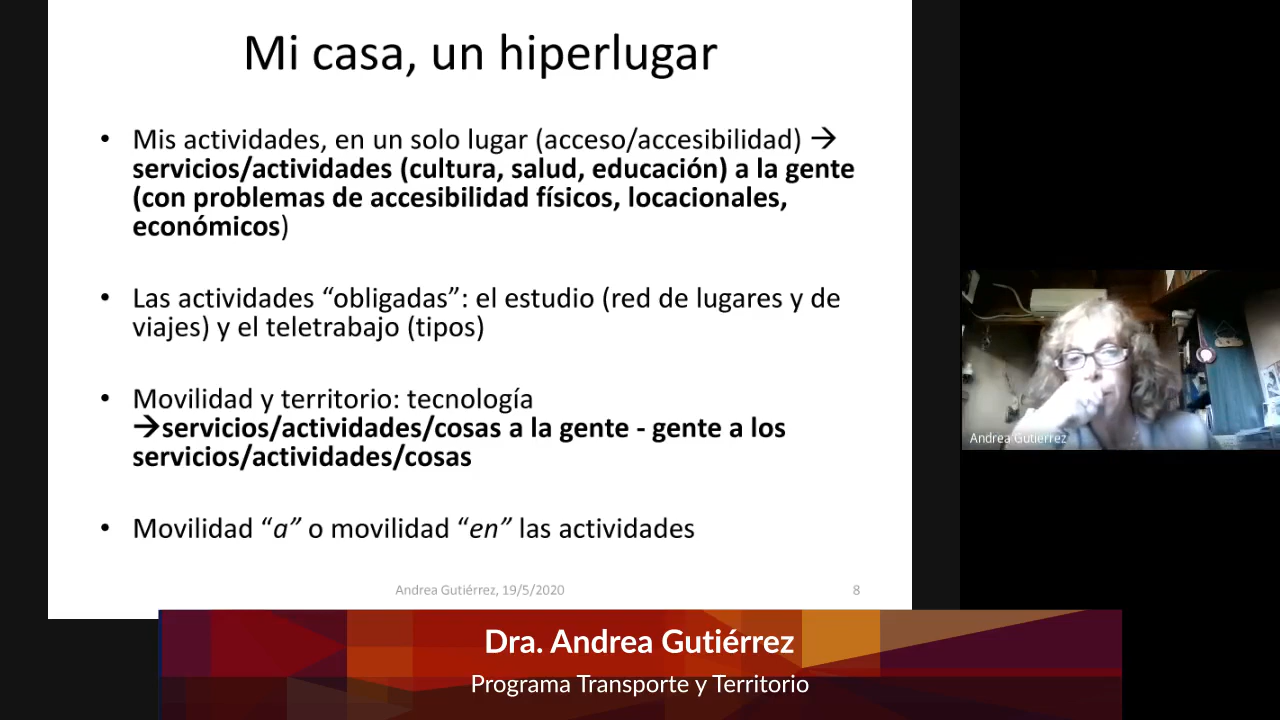 Mi casa, un hiperlugar
• Mis actividades, en un solo lugar (acceso/accesibilidad) →
servicios/actividades (cultura, salud, educación) a la gente
(con problemas de accesibilidad físicos, locacionales,
económicos)
• Las actividades “obligadas”: el estudio (red de lugares y de
viajes) y el teletrabajo (tipos)
• Movilidad y territorio: tecnología
→servicios/actividades/cosas a la gente - gente a los
servicios/actividades/cosas
• Movilidad “a” o movilidad “en” las actividades
Andrea Gutiérrez, 19/5/2020
8
Andrea Gutierrez
Dra. Andrea Gutiérrez
Programa Transporte y Territorio